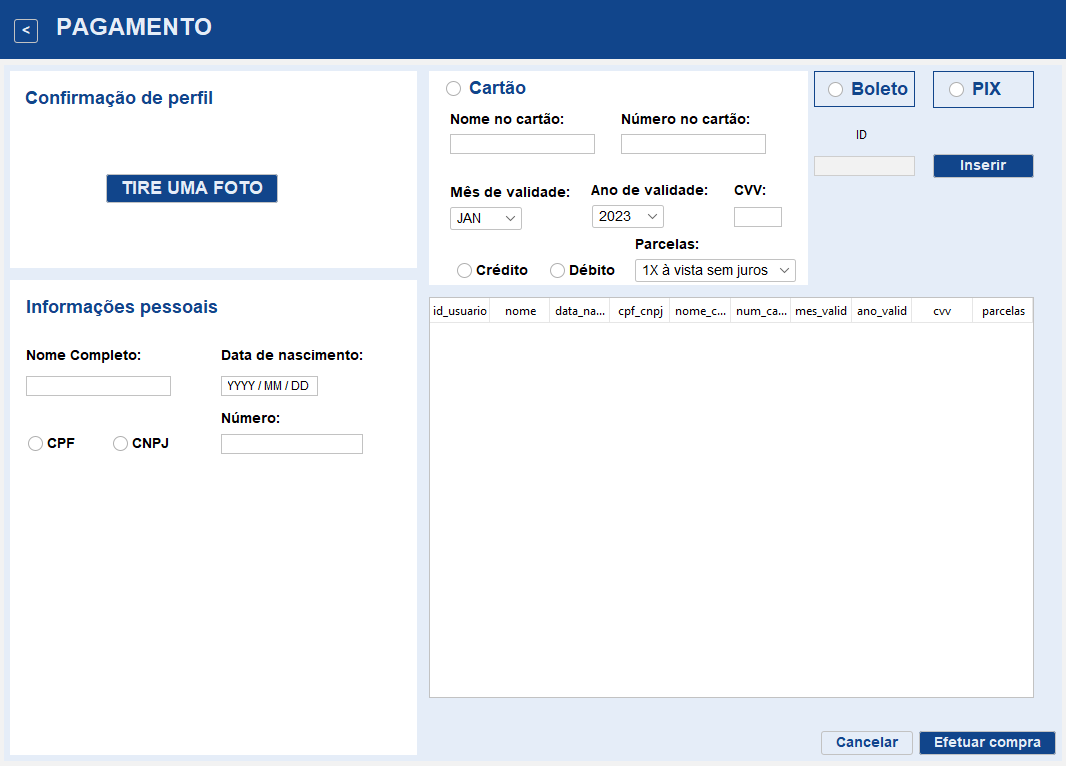 < PAGAMENTO
Confirmação de perfil
TIRE UMA FOTO
Informações pessoais
Nome Completo: Data de nascimento:
YYYY / MM / DD
Número:
CPF CNPJ
Cartão
Nome no cartão: Número no cartão:
Mês de validade: Ano de validade: CVV:
JAN 2023
Parcelas:
Crédito Débito 1X à vista sem juros
Boleto PIX
ID
Inserir
id_usuario nome data_na... cpf_cnpj nome_c... num_ca... mes_valid ano_valid cvv parcelas
Cancelar Efetuar compra